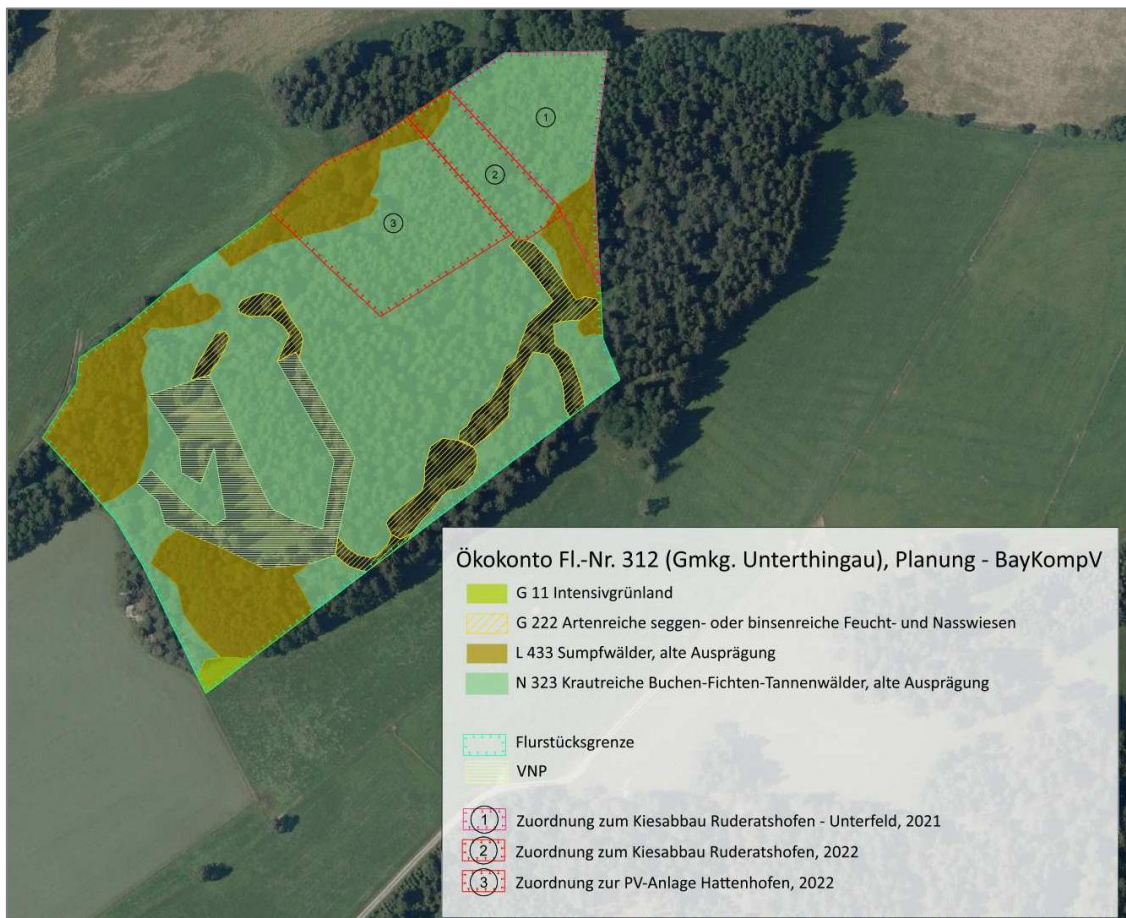 1
2
3
Ökokonto Fl.-Nr. 312 (Gmkg. Unterthingau), Planung - BayKompV
G 11 Intensivgrünland
G 222 Artenreiche seggen- oder binsenreiche Feucht- und Nasswiesen
L 433 Sumpfwälder, alte Ausprägung
N 323 Krautreiche Buchen-Fichten-Tannenwälder, alte Ausprägung
Flurstücksgrenze
VNP
1 Zuordnung zum Kiesabbau Ruderatshofen - Unterfeld, 2021
2 Zuordnung zum Kiesabbau Ruderatshofen, 2022
3 Zuordnung zur PV-Anlage Hattenhofen, 2022